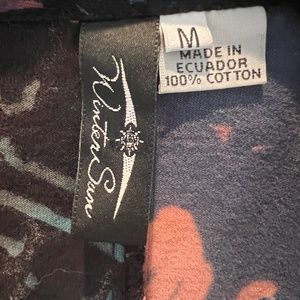 Winter Sun
M
MADE IN
ECUADOR
100% COTTON